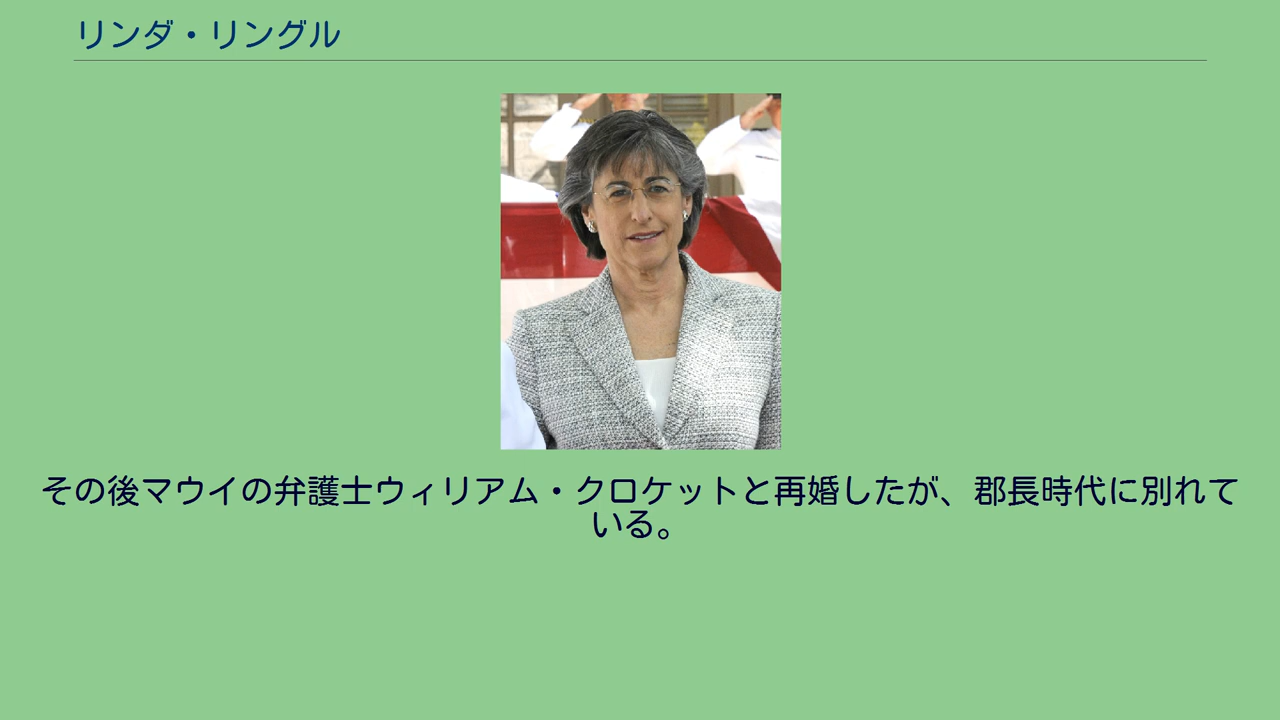 リンダ・リングル
その後マウイの弁護士ウィリアム・クロケットと再婚したが、郡長時代に別れて
いる。